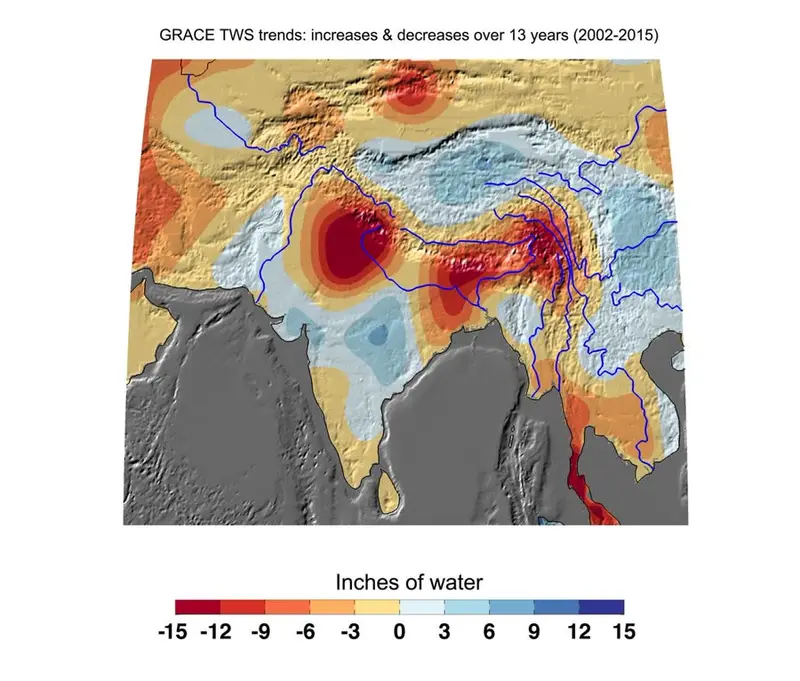 GRACE TWS trends: increases & decreases over 13 years (2002-2015)
Inches of water
-15 -12 -9 -6 -3 0 3 6 9 12 15